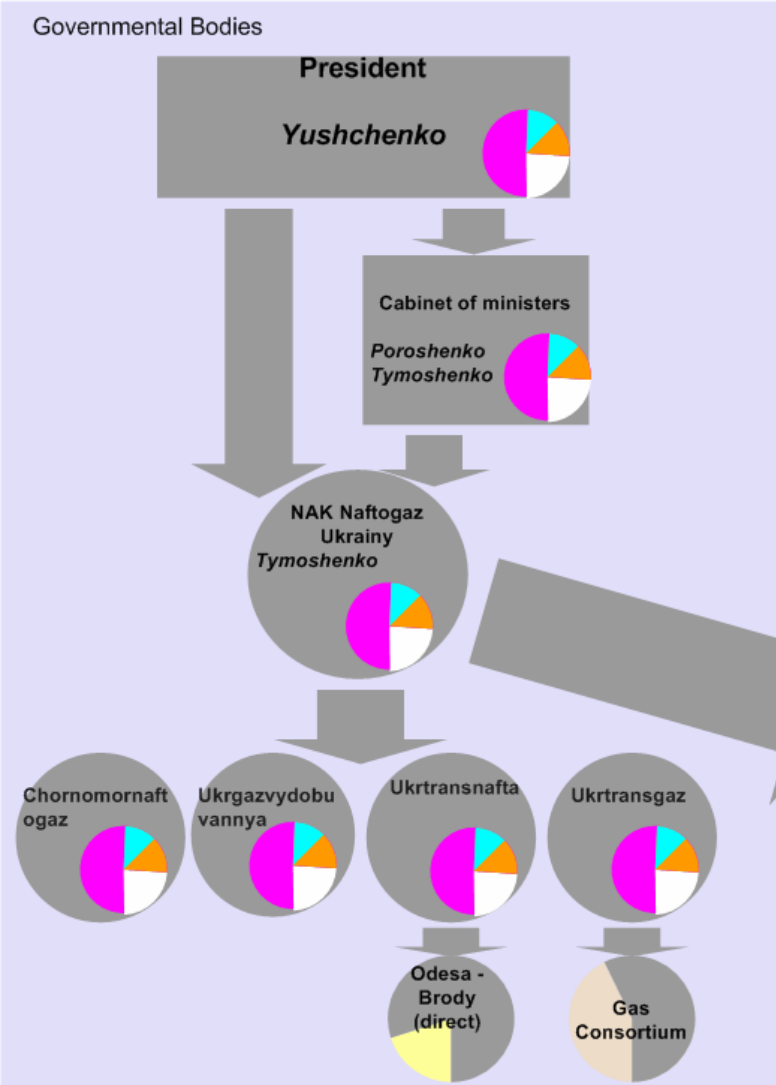 Governmental Bodies
President
Yushchenko
Cabinet of ministers
Poroshenko
Tymoshenko
NAK Naftogaz
Ukrainy
Tymoshenko
Chornomornaft
ogaz
Ukrgazvydobu
vannya
Ukrtransnafta
Ukrtransgaz
Odesa -
Brody
(direct)
Gas
Consortium